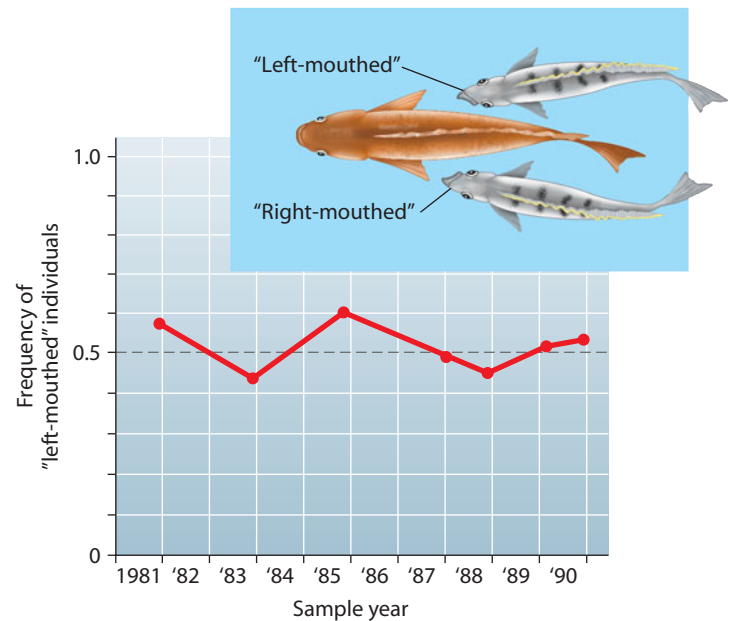 “Left-mouthed”
“Right-mouthed”
1.0
0.5
0
Frequency of
”left-mouthed” individuals
1981 ‘82 ‘83 ‘84 ‘85 ‘86 ‘87 ‘88 ‘89 ‘90
Sample year